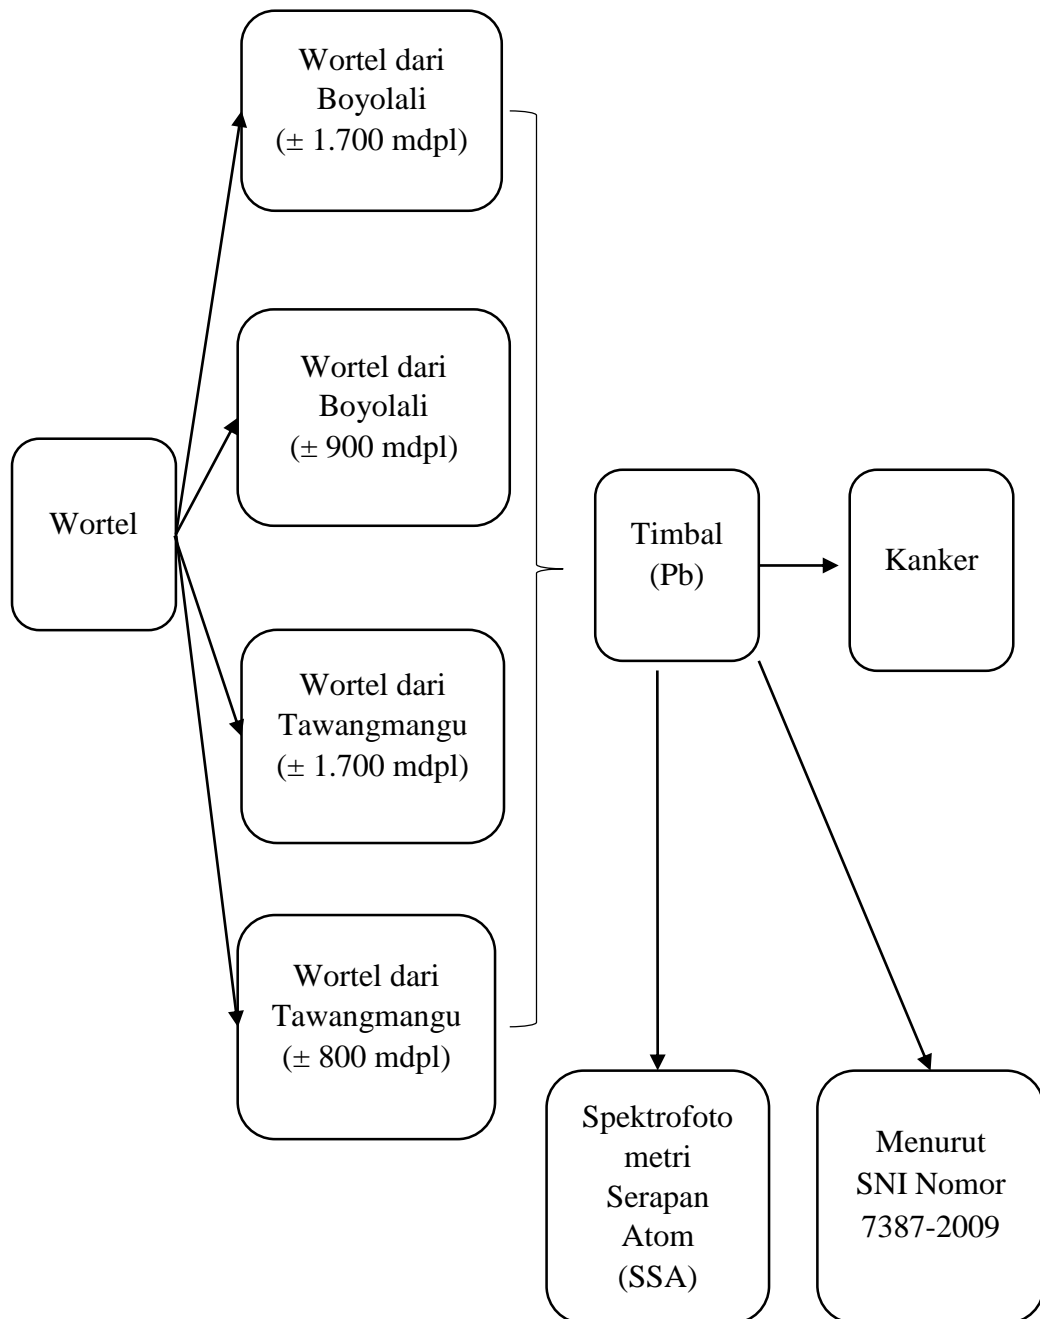 Wortel dari
Boyolali
(± 1.700 mdpl)
Wortel dari
Boyolali
(± 900 mdpl)
Wortel
Timbal
(Pb)
Kanker
Wortel dari
Tawangmangu
(± 1.700 mdpl)
Wortel dari
Tawangmangu
(± 800 mdpl)
Spektrofoto
metri
Serapan
Atom
(SSA)
Menurut
SNI Nomor
7387-2009